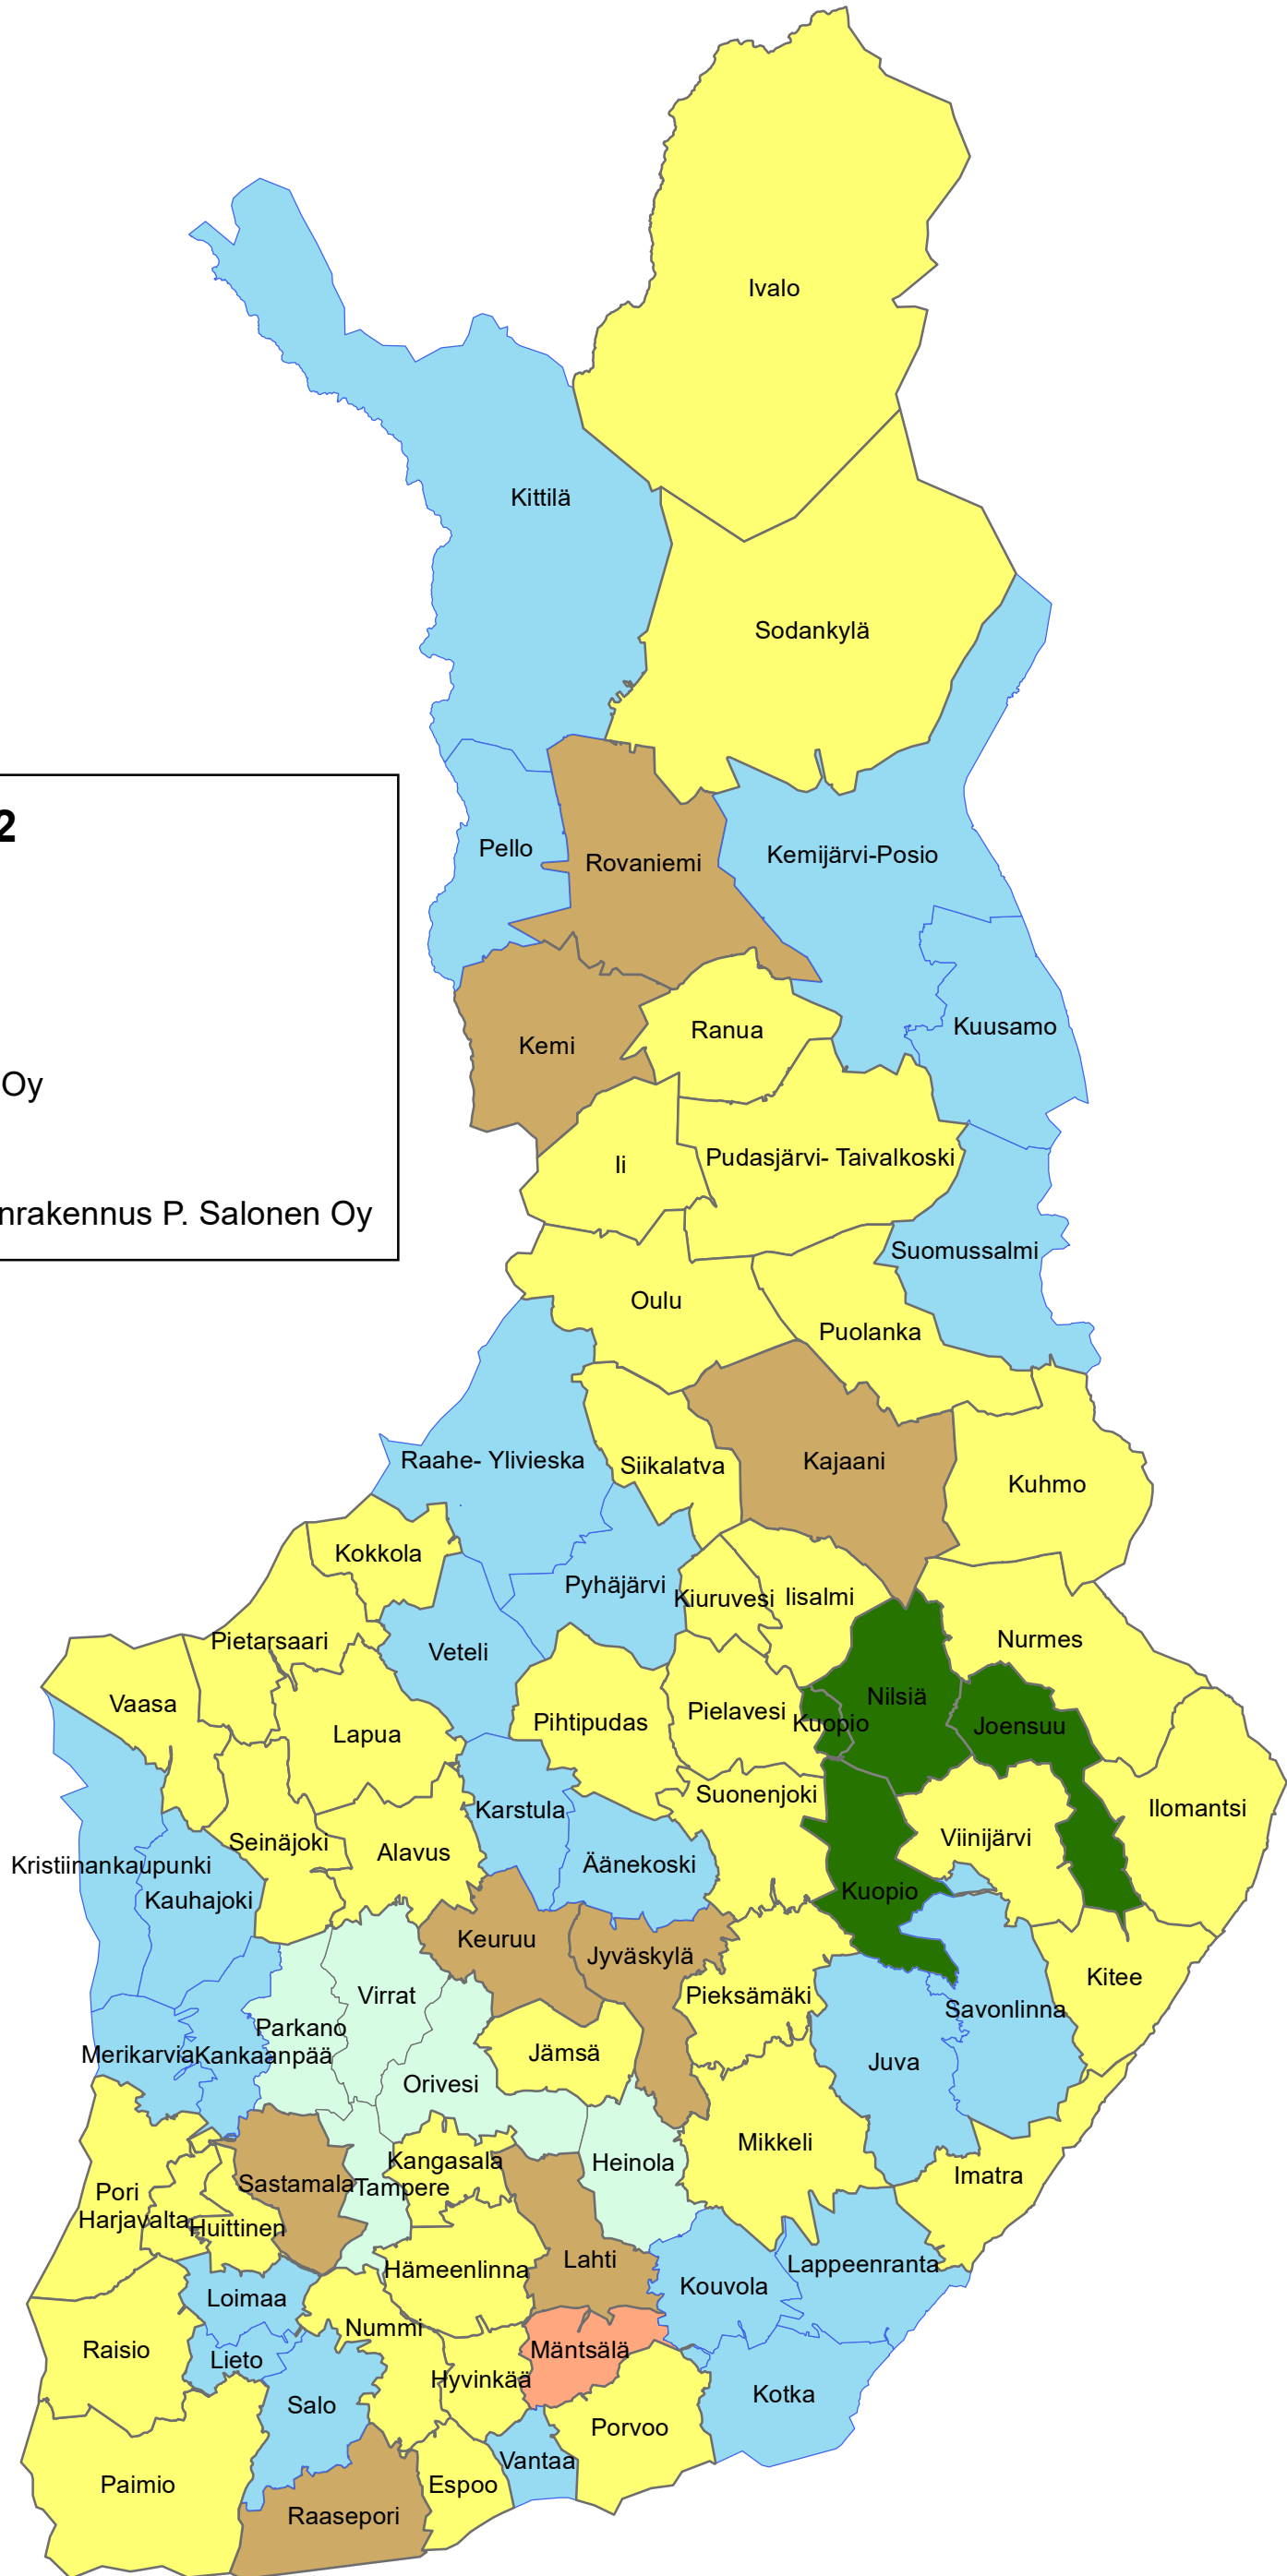 Ivalo
Kittilä
Sodankylä
2
Pello
Rovaniemi
Kemijärvi-Posio
Kuusamo
Ranua
Kemi
Oy
Pudasjärvi- Taivalkoski
Ii
nrakennus P. Salonen Oy
Suomussalmi
Oulu
Puolanka
Raahe- Ylivieska
Siikalatva
Kajaani
Kuhmo
Kokkola
Pyhäjärvi
Kiuruvesi
Iisalmi
Pietarsaari
Veteli
Nurmes
Vaasa
Nilsiä
Lapua
Pihtipudas
Pielavesi
Kuopio
Joensuu
Suonenjoki
Karstula
Ilomantsi
Seinäjoki
Alavus
Viinijärvi
Kristiinankaupunki
Äänekoski
Kauhajoki
Kuopio
Keuruu
Jyväskylä
Virrat
Pieksämäki
Kitee
Savonlinna
Parkano
Merikarvia
Kankaanpää
Jämsä
Juva
Orivesi
Mikkeli
Kangasala
Heinola
Imatra
Sastamala
Tampere
Pori
Harjavalta
Huittinen
Lahti
Lappeenranta
Hämeenlinna
Kouvola
Loimaa
Nummi
Raisio
Mäntsälä
Lieto
Hyvinkää
Kotka
Salo
Porvoo
Vantaa
Paimio
Espoo
Raasepori